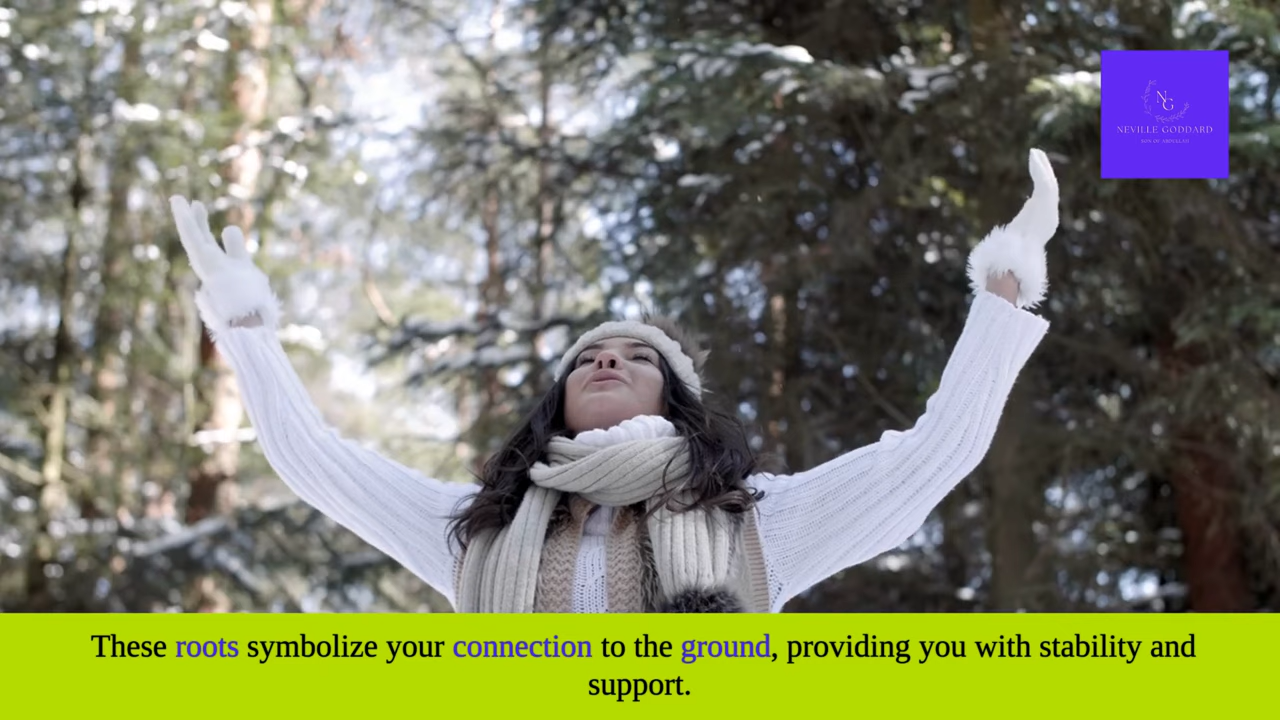 NG
NEVILLE GODDARD
These roots symbolize your connection to the ground, providing you with stability and
support.